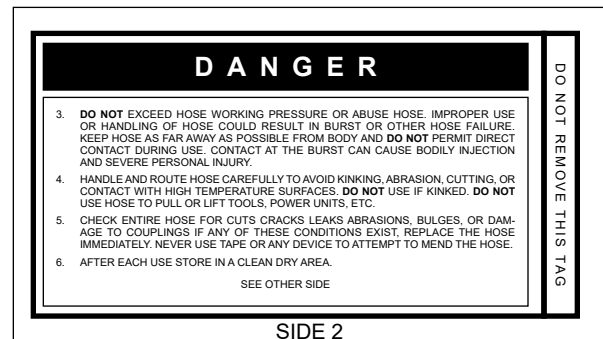 DANGER
3. DO NOT EXCEED HOSE WORKING PRESSURE OR ABUSE HOSE. IMPROPER USE
OR HANDLING OF HOSE COULD RESULT IN BURST OR OTHER HOSE FAILURE.
KEEP HOSE AS FAR AWAY AS POSSIBLE FROM BODY AND DO NOT PERMIT DIRECT
CONTACT DURING USE. CONTACT AT THE BURST CAN CAUSE BODILY INJECTION
AND SEVERE PERSONAL INJURY.
4. HANDLE AND ROUTE HOSE CAREFULLY TO AVOID KINKING, ABRASION, CUTTING, OR
CONTACT WITH HIGH TEMPERATURE SURFACES. DO NOT USE IF KINKED. DO NOT
USE HOSE TO PULL OR LIFT TOOLS, POWER UNITS, ETC.
5. CHECK ENTIRE HOSE FOR CUTS CRACKS LEAKS ABRASIONS, BULGES, OR DAM-
AGE TO COUPLINGS IF ANY OF THESE CONDITIONS EXIST, REPLACE THE HOSE
IMMEDIATELY. NEVER USE TAPE OR ANY DEVICE TO ATTEMPT TO MEND THE HOSE.
6. AFTER EACH USE STORE IN A CLEAN DRY AREA.
SEE OTHER SIDE
DO NOT REMOVE THIS TAG
SIDE 2